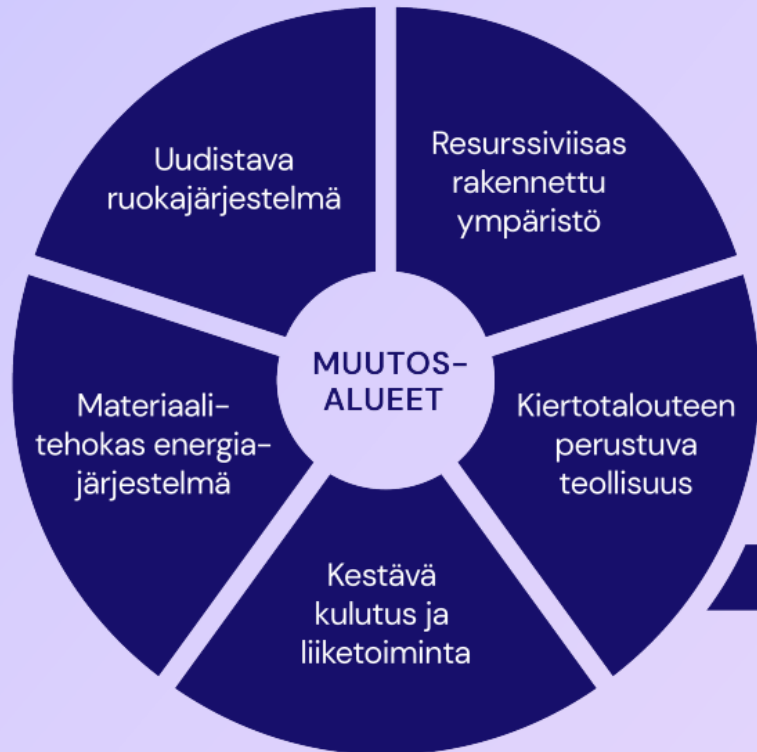 Uudistava
ruokajärjestelmä
Resurssiviisas
rakennettu
ympäristö
MUUTOS-
ALUEET
Materiaali-
tehokas energia-
järjestelmä
Kiertotalouteen
perustuva
teollisuus
Kestävä
kulutus ja
liiketoiminta